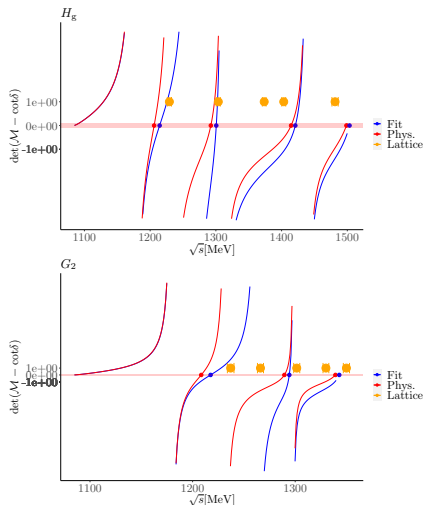 H_g
det(ℳ − cotδ)
1e+00
0e+00
-1e+00
1100
1200
1300
1400
1500
√s[MeV]
Fit
Phys.
Lattice
G_2
det(ℳ − cotδ)
1e+00
0e+00
-1e+00
1100
1200
1300
√s[MeV]
Fit
Phys.
Lattice